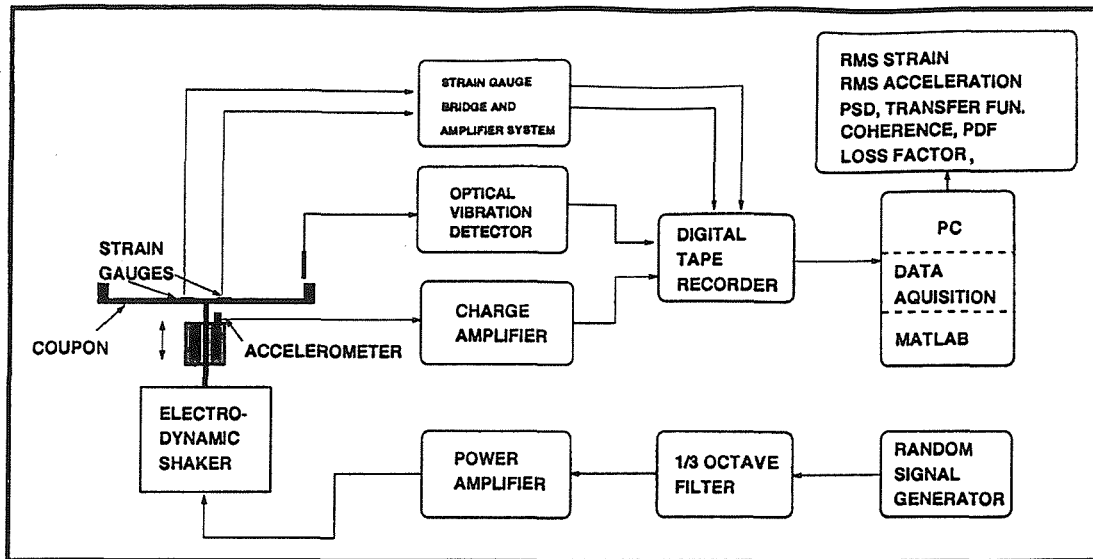 STRAIN GAUGE
BRIDGE AND
AMPLIFIER SYSTEM
RMS STRAIN
RMS ACCELERATION
PSD, TRANSFER FUN.
COHERENCE, PDF
LOSS FACTOR,
OPTICAL
VIBRATION
DETECTOR
STRAIN
GAUGES
DIGITAL
TAPE
RECORDER
PC
DATA
AQUISITION
MATLAB
CHARGE
AMPLIFIER
COUPON
ACCELEROMETER
ELECTRO-
DYNAMIC
SHAKER
POWER
AMPLIFIER
1/3 OCTAVE
FILTER
RANDOM
SIGNAL
GENERATOR